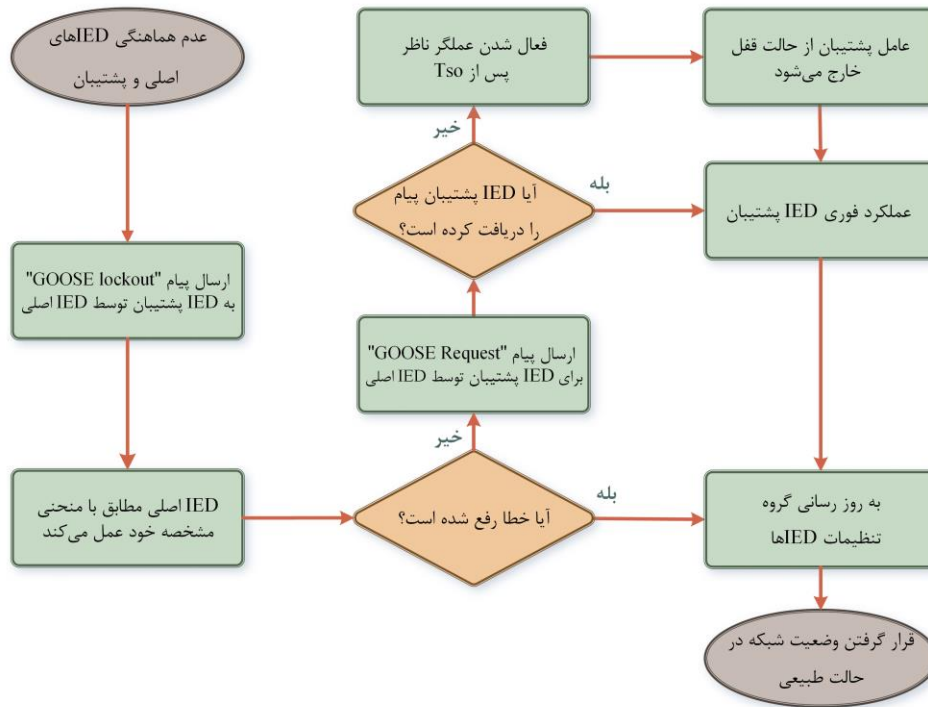 عدم هماهنگی IEDهای
اصلی و پشتیبان
ارسال پیام "GOOSE lockout"
به IED پشتیبان توسط IED اصلی
IED اصلی مطابق با منحنی
مشخصه خود عمل می‌کند
آیا خطا رفع شده است؟
خیر
بله
ارسال پیام "GOOSE Request"
برای IED پشتیبان توسط IED اصلی
آیا IED پشتیبان پیام
را دریافت کرده است؟
خیر
بله
فعال شدن عملگر ناظر
پس از Tso
عامل پشتیبان از حالت قفل
خارج می‌شود
عملکرد فوری IED پشتیبان
به روز رسانی گروه
تنظیمات IEDها
قرار گرفتن وضعیت شبکه در
حالت طبیعی